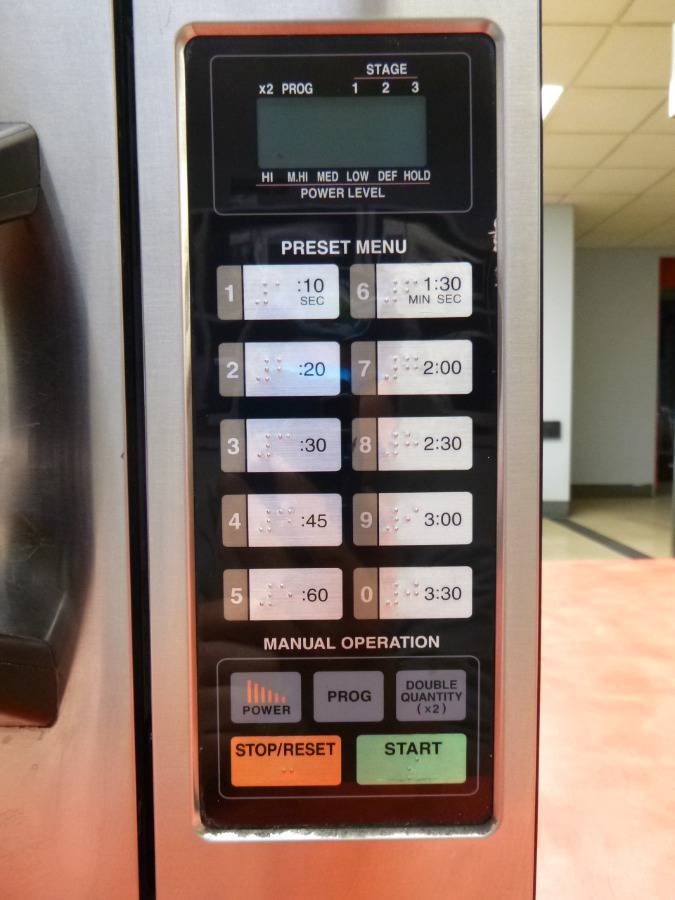 STAGE
x2 PROG 1 2 3
HI M.HI MED LOW DEF HOLD
POWER LEVEL
PRESET MENU
1 :10 SEC
6 1:30 MIN SEC
2 :20
7 2:00
3 :30
8 2:30
4 :45
9 3:00
5 :60
0 3:30
MANUAL OPERATION
POWER
PROG
DOUBLE
QUANTITY
(x2)
STOP/RESET
START